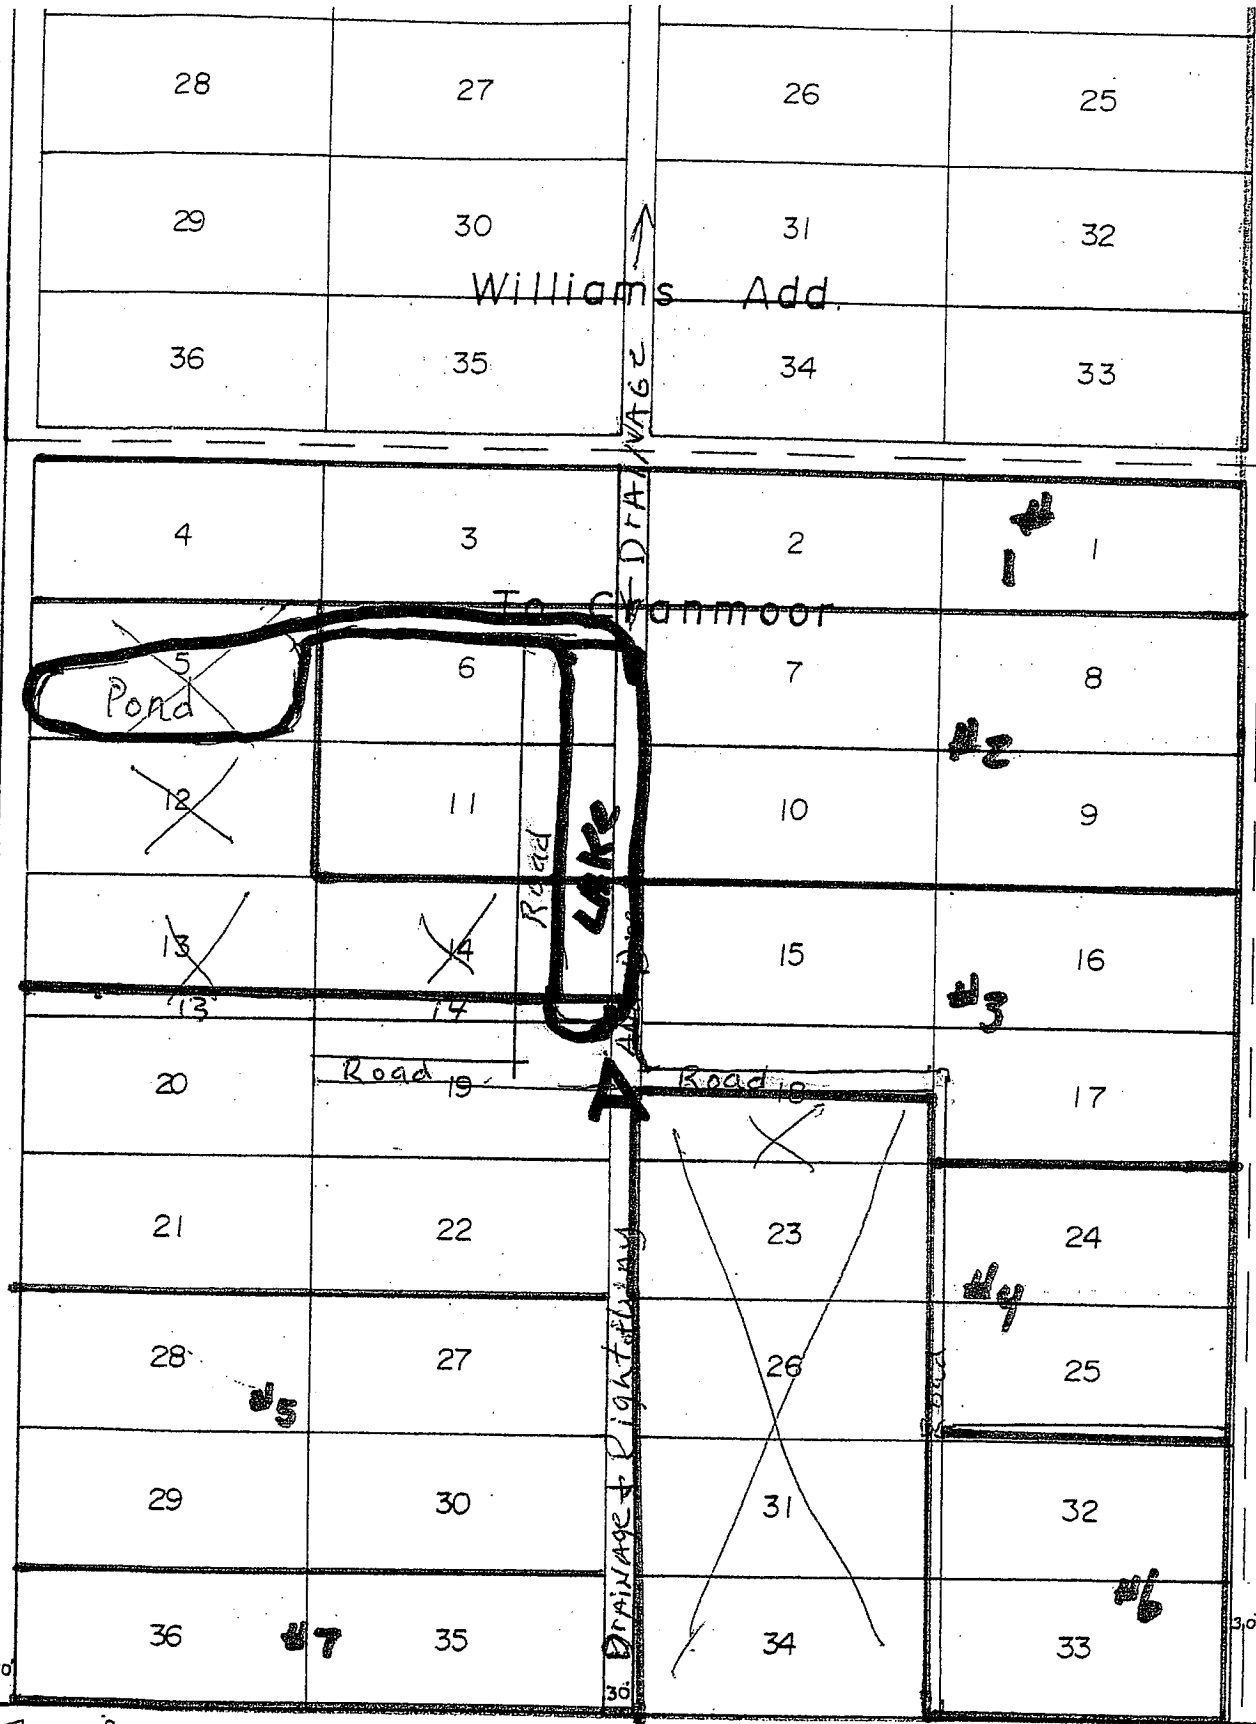 28 27 26 25
29 30 31 32
Williams Add.
36 35 34 33
DrAINAGE
4 3 2 # 1 1
To Cranmoor
5 6 7 8
Pond
#2
12 11 10 9
Road
LAKE
13 14 15 16
13 14 #3
20 Road 19 A Road 18 17
21 22 23 24
#4
28 27 26 25
#5
Road
DrAINAge + Right of Way
29 30 31 32
#6
36 #7 35 34 33
30'
30'